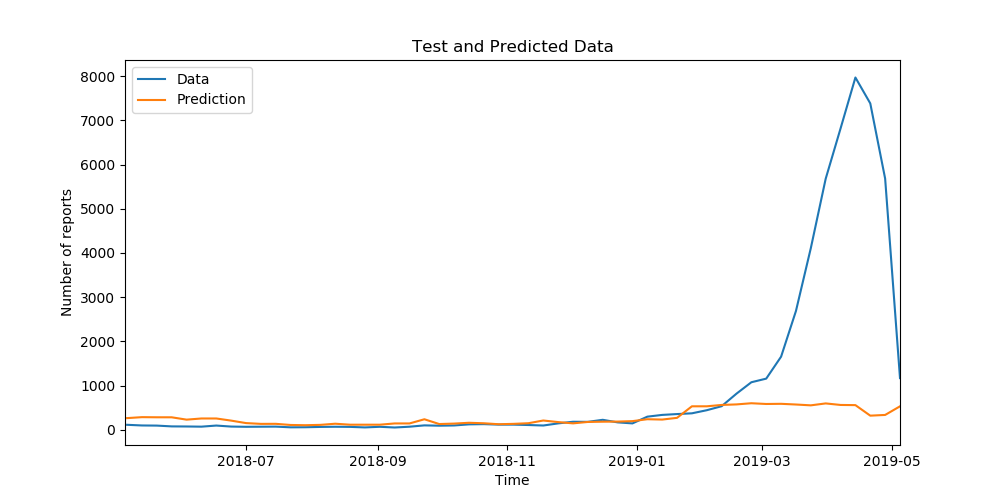 Test and Predicted Data
Data
Prediction
8000
7000
6000
5000
4000
3000
2000
1000
0
Number of reports
2018-07 2018-09 2018-11 2019-01 2019-03 2019-05
Time